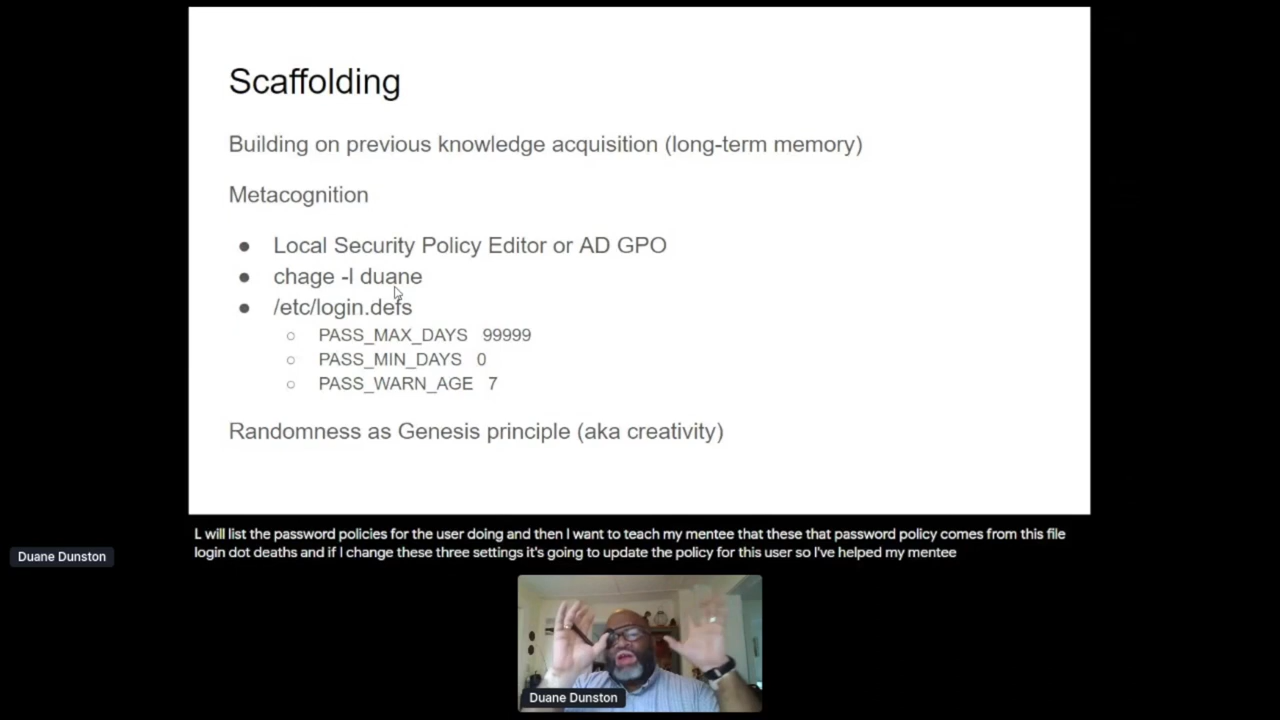 Scaffolding
Building on previous knowledge acquisition (long-term memory)
Metacognition
● Local Security Policy Editor or AD GPO
● chage -l duane
● /etc/login.defs
○ PASS_MAX_DAYS 99999
○ PASS_MIN_DAYS 0
○ PASS_WARN_AGE 7
Randomness as Genesis principle (aka creativity)
L will list the password policies for the user doing and then I want to teach my mentee that these that password policy comes from this file
login dot deaths and if I change these three settings it's going to update the policy for this user so I've helped my mentee
Duane Dunston
Duane Dunston